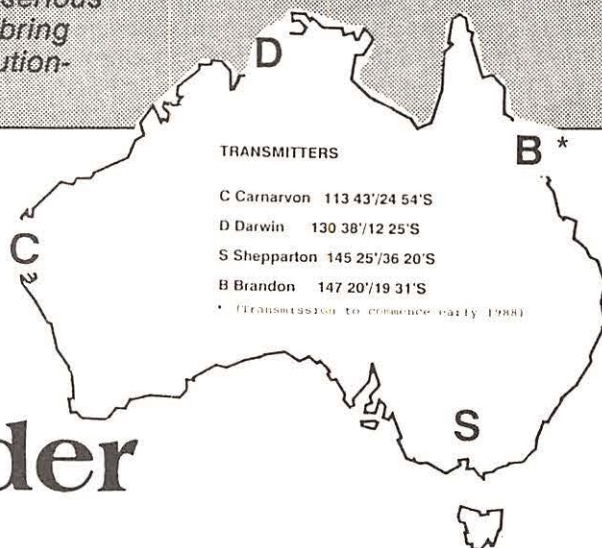 serious
bring
ution-
D
B *
TRANSMITTERS
C Carnarvon 113 43'/24 54'S
D Darwin 130 38'/12 25'S
S Shepparton 145 25'/36 20'S
B Brandon 147 20'/19 31'S
* (Transmission to commence early 1988)
C
S
der